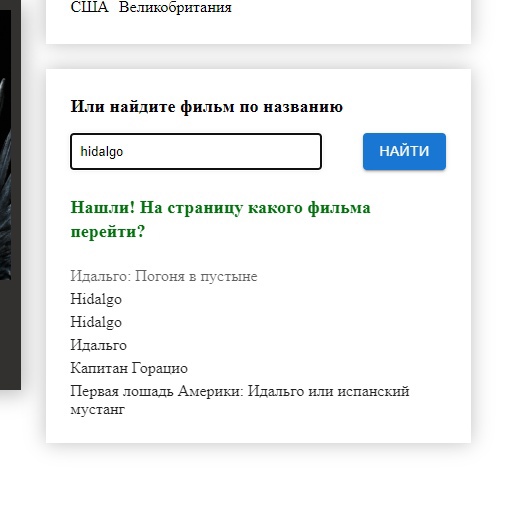 США Великобритания
Или найдите фильм по названию
hidalgo
НАЙТИ
Нашли! На страницу какого фильма
перейти?
Идальго: Погоня в пустыне
Hidalgo
Hidalgo
Идальго
Капитан Горацио
Первая лошадь Америки: Идальго или испанский
мустанг